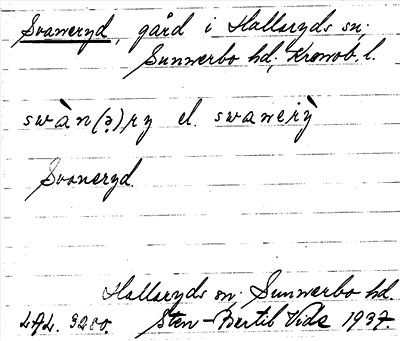 Svaneryd, gård i Hallaryds sn;
Sunnerbo hd, Kronob. l.
swàn(ə)ry el. swanerỳ
Svaneryd.
Hallaryds sn; Sunnerbo hd.
LAL. 3200. Sten-Bertil Vide 1937.